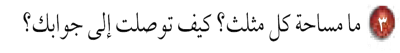 ٣ ما مساحة كل مثلث؟ كيف توصلت إلى جوابك؟